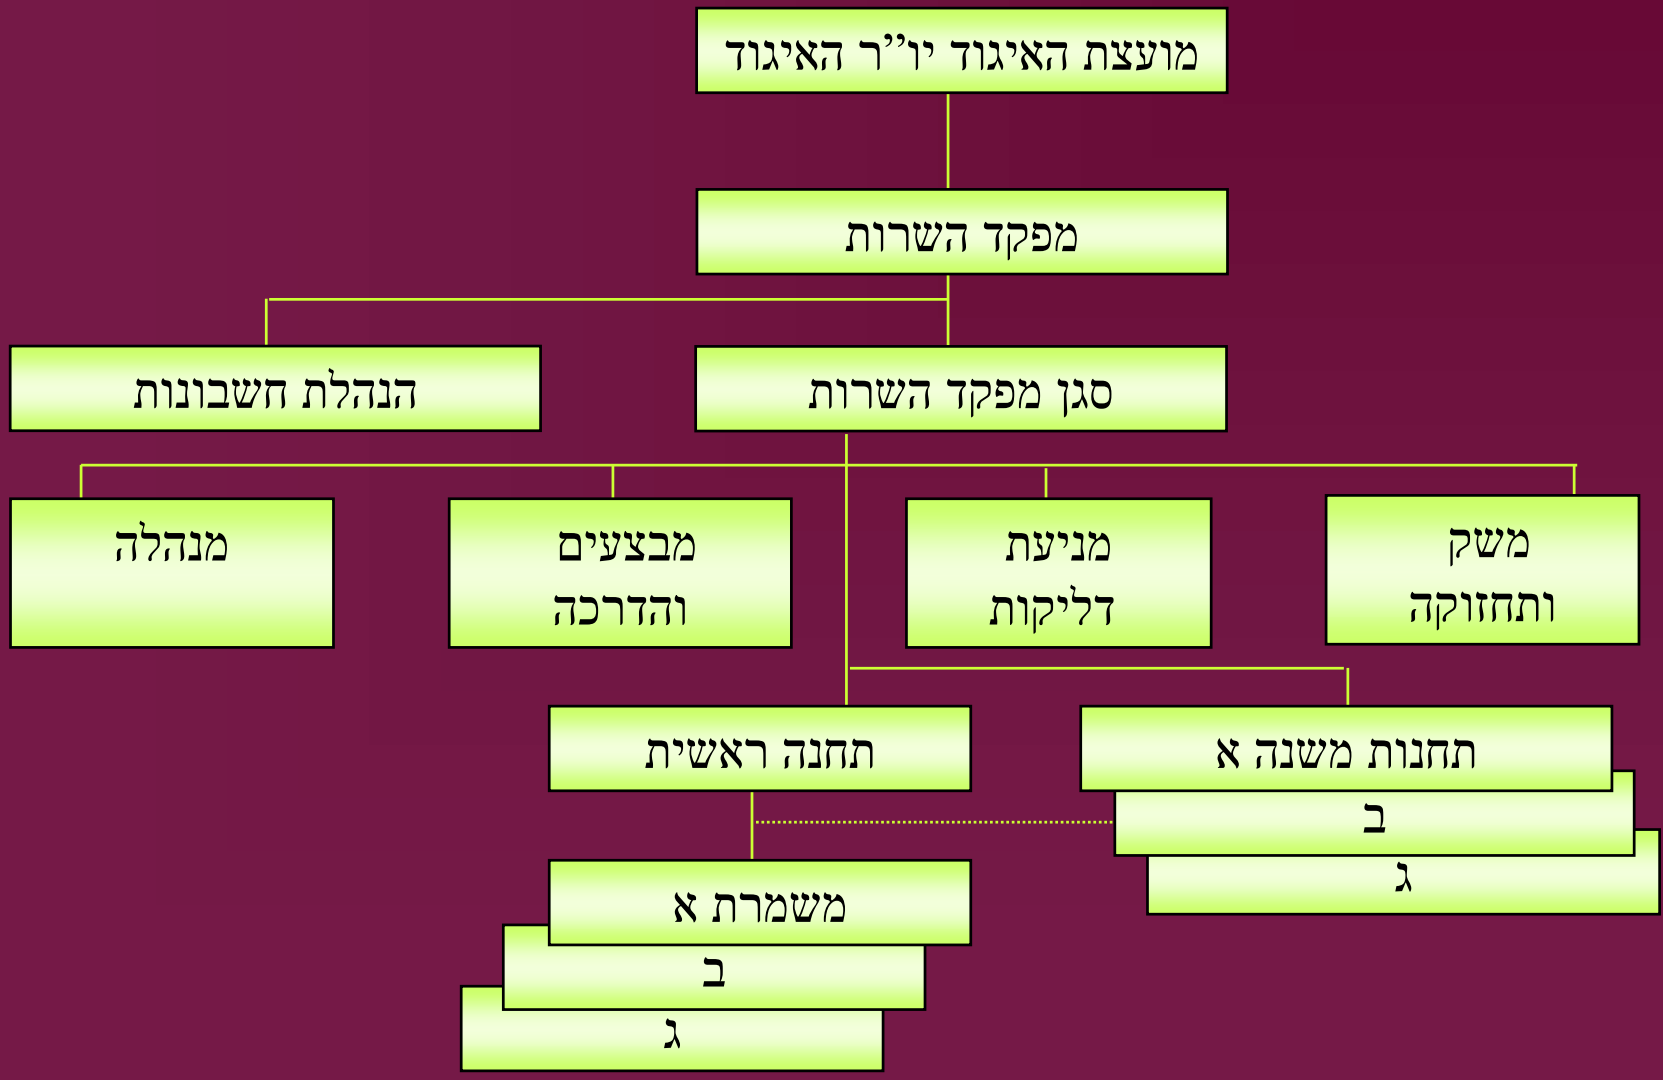 מועצת האיגוד יו’’ר האיגוד
מפקד השרות
סגן מפקד השרות
הנהלת חשבונות
משק
ותחזוקה
מניעת
דליקות
מבצעים
והדרכה
מנהלה
תחנות משנה א
ב
ג
תחנה ראשית
משמרת א
ב
ג